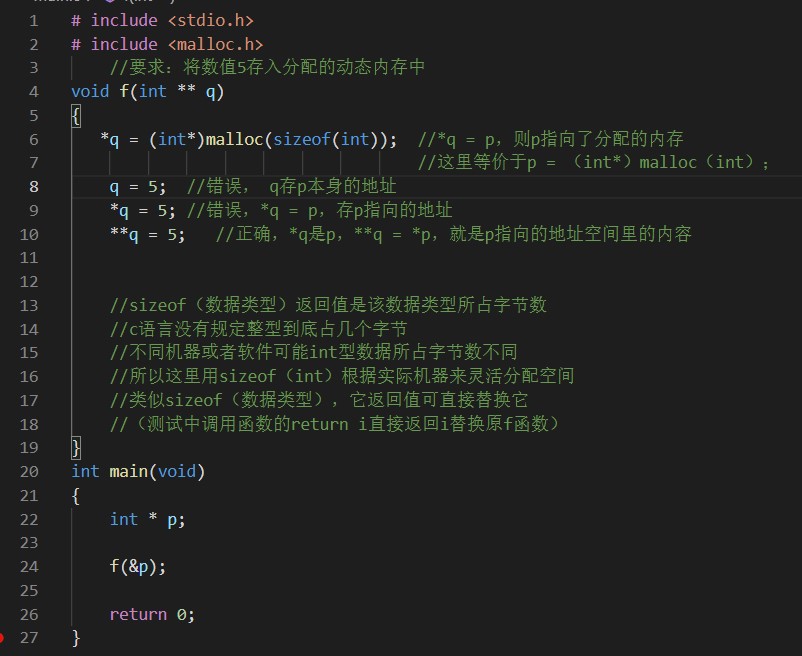 1 # include <stdio.h>
2 # include <malloc.h>
3 //要求：将数值5存入分配的动态内存中
4 void f(int ** q)
5 {
6 *q = (int*)malloc(sizeof(int)); //*q = p，则p指向了分配的内存
7 //这里等价于p = （int*）malloc（int）；
8 q = 5; //错误， q存p本身的地址
9 *q = 5; //错误，*q = p，存p指向的地址
10 **q = 5; //正确，*q是p，**q = *p，就是p指向的地址空间里的内容
11
12
13 //sizeof（数据类型）返回值是该数据类型所占字节数
14 //c语言没有规定整型到底占几个字节
15 //不同机器或者软件可能int型数据所占字节数不同
16 //所以这里用sizeof（int）根据实际机器来灵活分配空间
17 //类似sizeof（数据类型），它返回值可直接替换它
18 //（测试中调用函数的return i直接返回i替换原f函数）
19 }
20 int main(void)
21 {
22 int * p;
23
24 f(&p);
25
26 return 0;
27 }